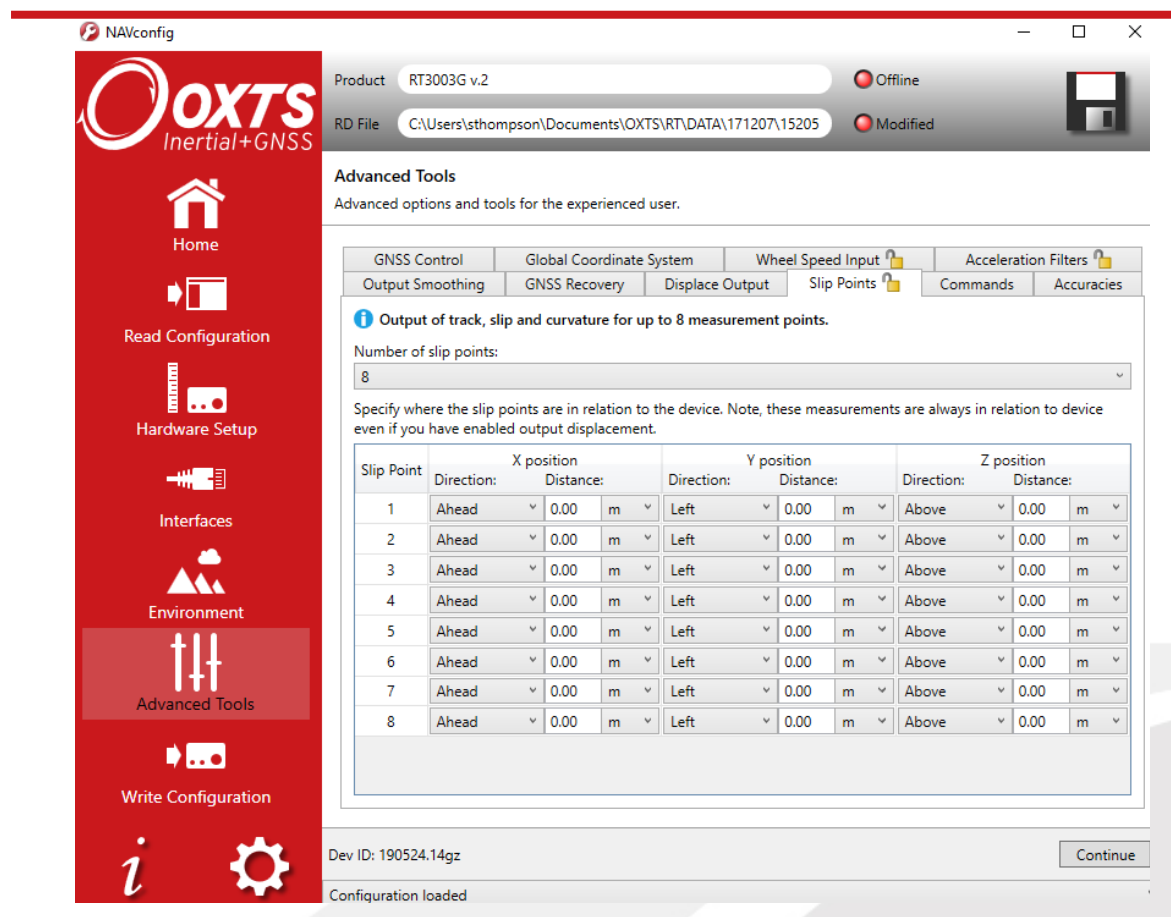 NAVconfig
OXTS
Inertial+GNSS
Home
Read Configuration
Hardware Setup
Interfaces
Environment
Advanced Tools
Write Configuration
i
Product RT3003G v.2 Offline
RD File C:\Users\sthompson\Documents\OXTS\RT\DATA\171207\15205 Modified
Advanced Tools
Advanced options and tools for the experienced user.
GNSS Control Global Coordinate System Wheel Speed Input Acceleration Filters
Output Smoothing GNSS Recovery Displace Output Slip Points Commands Accuracies
i Output of track, slip and curvature for up to 8 measurement points.
Number of slip points:
8
Specify where the slip points are in relation to the device. Note, these measurements are always in relation to device
even if you have enabled output displacement.
Slip Point X position Y position Z position
Direction: Distance: Direction: Distance: Direction: Distance:
1 Ahead 0.00 m Left 0.00 m Above 0.00 m
2 Ahead 0.00 m Left 0.00 m Above 0.00 m
3 Ahead 0.00 m Left 0.00 m Above 0.00 m
4 Ahead 0.00 m Left 0.00 m Above 0.00 m
5 Ahead 0.00 m Left 0.00 m Above 0.00 m
6 Ahead 0.00 m Left 0.00 m Above 0.00 m
7 Ahead 0.00 m Left 0.00 m Above 0.00 m
8 Ahead 0.00 m Left 0.00 m Above 0.00 m
Dev ID: 190524.14gz Continue
Configuration loaded